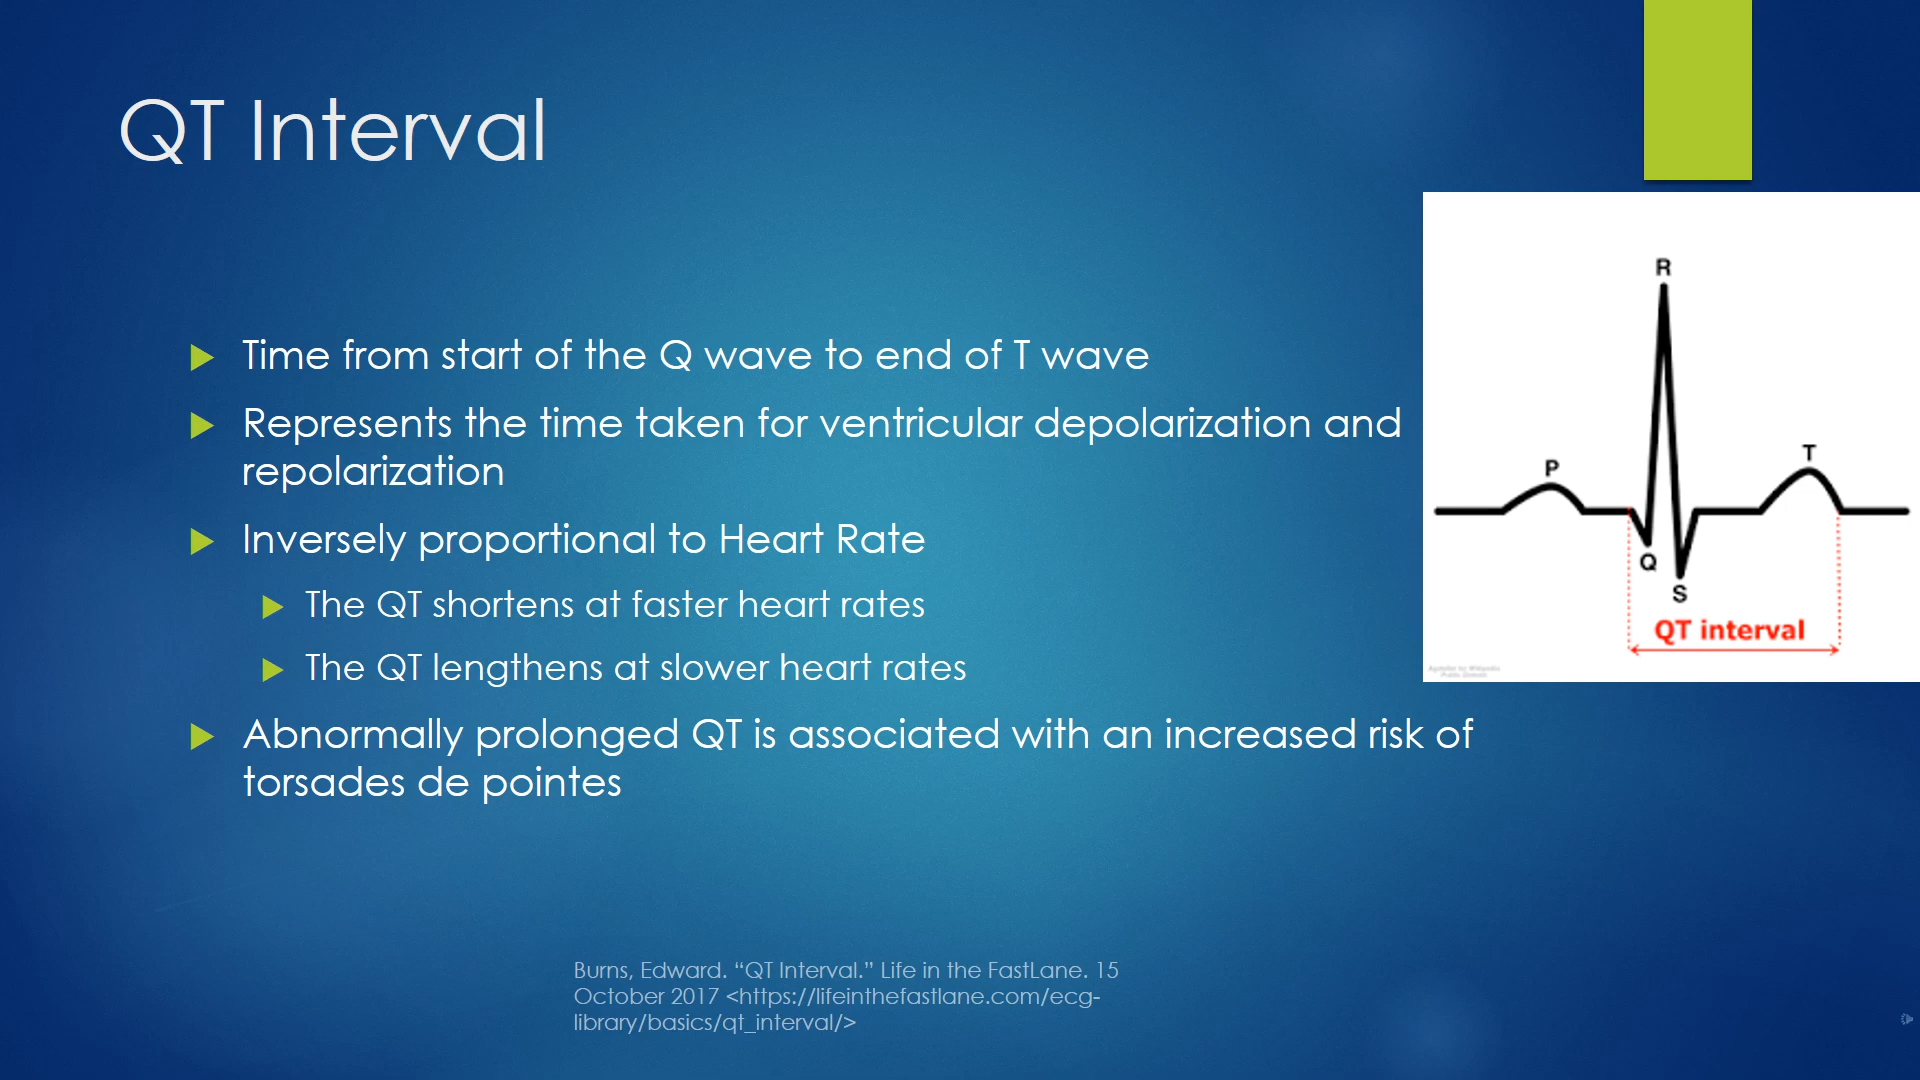 QT Interval
Time from start of the Q wave to end of T wave
Represents the time taken for ventricular depolarization and
repolarization
Inversely proportional to Heart Rate
The QT shortens at faster heart rates
The QT lengthens at slower heart rates
Abnormally prolonged QT is associated with an increased risk of
torsades de pointes
R
P
T
Q
S
QT interval
Burns, Edward. “QT Interval.” Life in the FastLane. 15
October 2017 <https://lifeinthefastlane.com/ecg-
library/basics/qt_interval/>